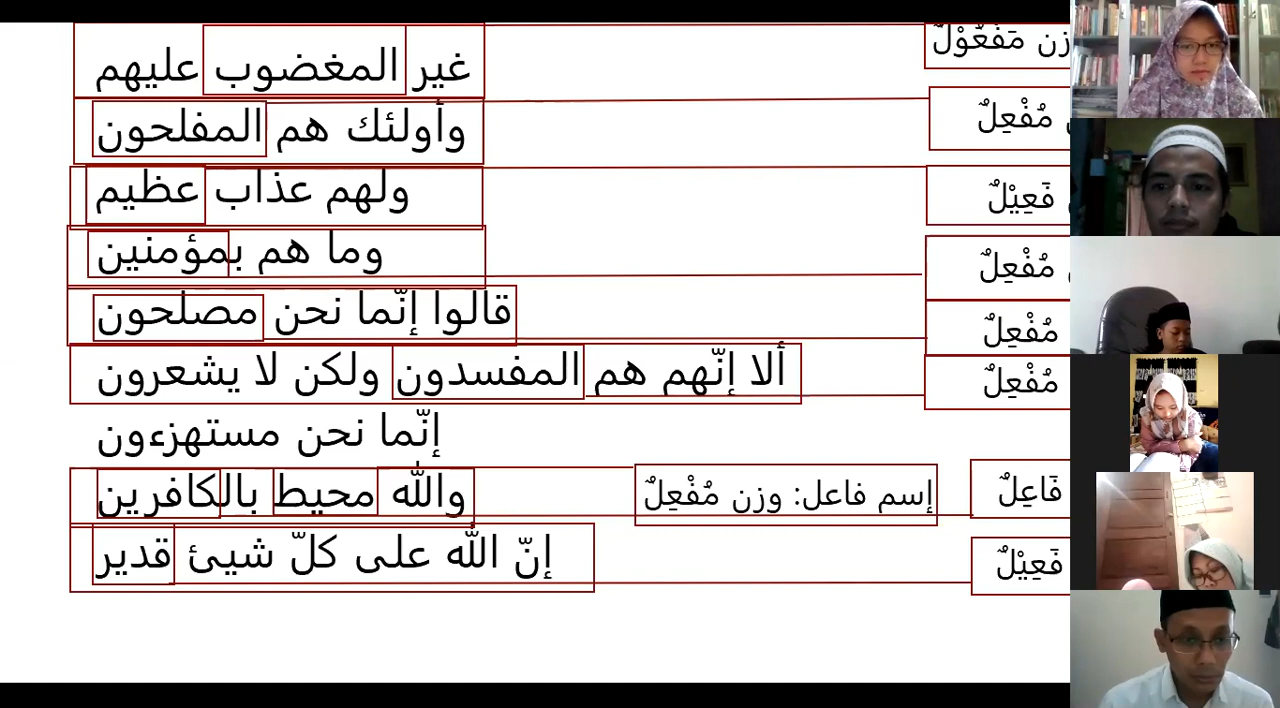 غير المغضوب عليهم
وزن مَفْعُوْلٌ
وأولئك هم المفلحون
مُفْعِلٌ
ولهم عذاب عظيم
فَعِيْلٌ
وما هم بمؤمنين
مُفْعِلٌ
قالوا إنّما نحن مصلحون
مُفْعِلٌ
ألا إنّهم هم المفسدون ولكن لا يشعرون
مُفْعِلٌ
إنّما نحن مستهزءون
والله محيط بالكافرين
إسم فاعل: وزن مُفْعِلٌ
فَاعِلٌ
إنّ الله على كلّ شيئ قدير
فَعِيْلٌ